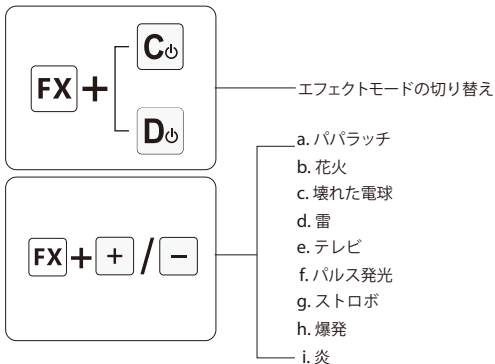 FX + C
D
エフェクトモードの切り替え
FX + + / −
a. パパラッチ
b. 花火
c. 壊れた電球
d. 雷
e. テレビ
f. パルス発光
g. ストロボ
h. 爆発
i. 炎